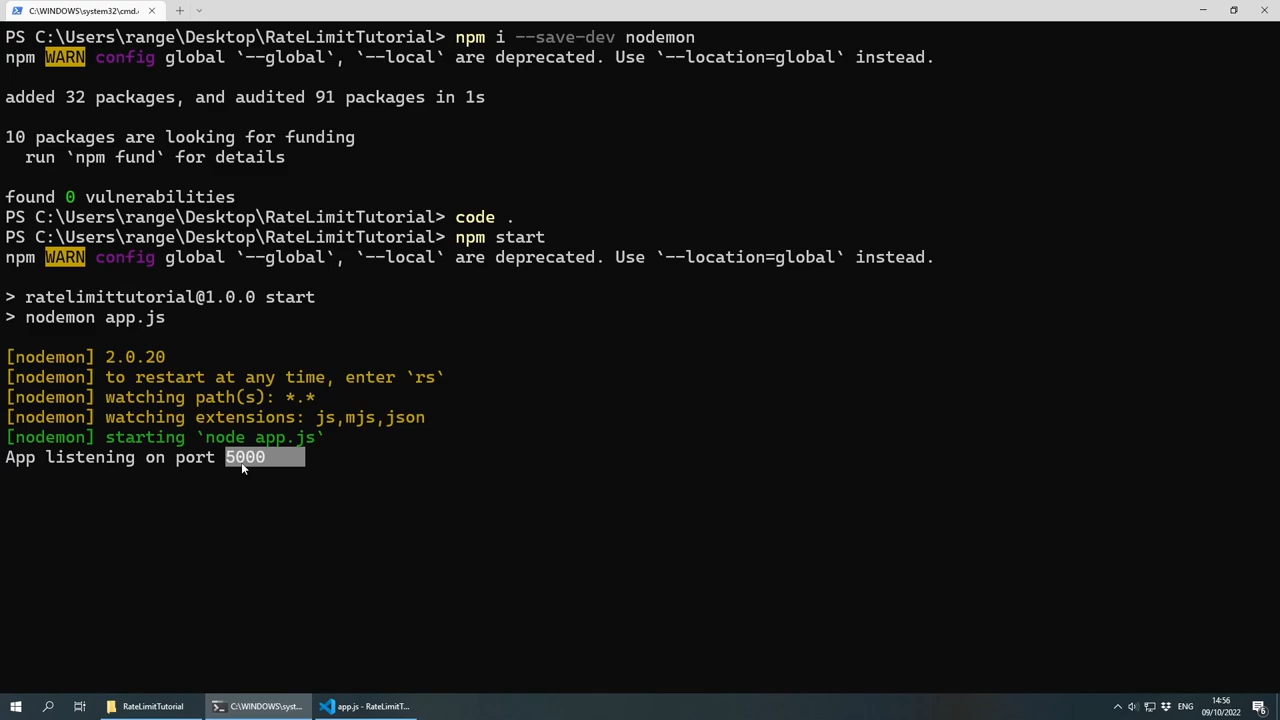 C:\WINDOWS\system32\cmd.
PS C:\Users\range\Desktop\RateLimitTutorial> npm i --save-dev nodemon
npm WARN config global `--global`, `--local` are deprecated. Use `--location=global` instead.
added 32 packages, and audited 91 packages in 1s
10 packages are looking for funding
run `npm fund` for details
found 0 vulnerabilities
PS C:\Users\range\Desktop\RateLimitTutorial> code .
PS C:\Users\range\Desktop\RateLimitTutorial> npm start
npm WARN config global `--global`, `--local` are deprecated. Use `--location=global` instead.
> ratelimittutorial@1.0.0 start
> nodemon app.js
[nodemon] 2.0.20
[nodemon] to restart at any time, enter `rs`
[nodemon] watching path(s): *.*
[nodemon] watching extensions: js,mjs,json
[nodemon] starting `node app.js`
App listening on port 5000
RateLimitTutorial
C:\WINDOWS\syst...
app.js - RateLimitT...
ENG
14:56
09/10/2022
6